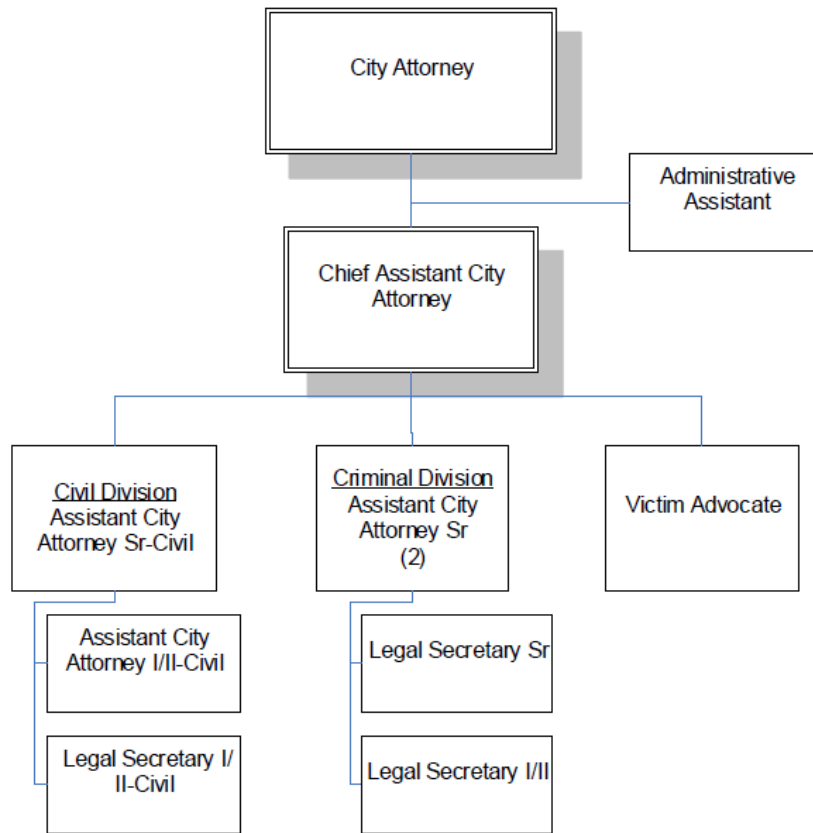 City Attorney
Administrative
Assistant
Chief Assistant City
Attorney
Civil Division
Assistant City
Attorney Sr-Civil
Criminal Division
Assistant City
Attorney Sr
(2)
Victim Advocate
Assistant City
Attorney I/II-Civil
Legal Secretary I/
II-Civil
Legal Secretary Sr
Legal Secretary I/II